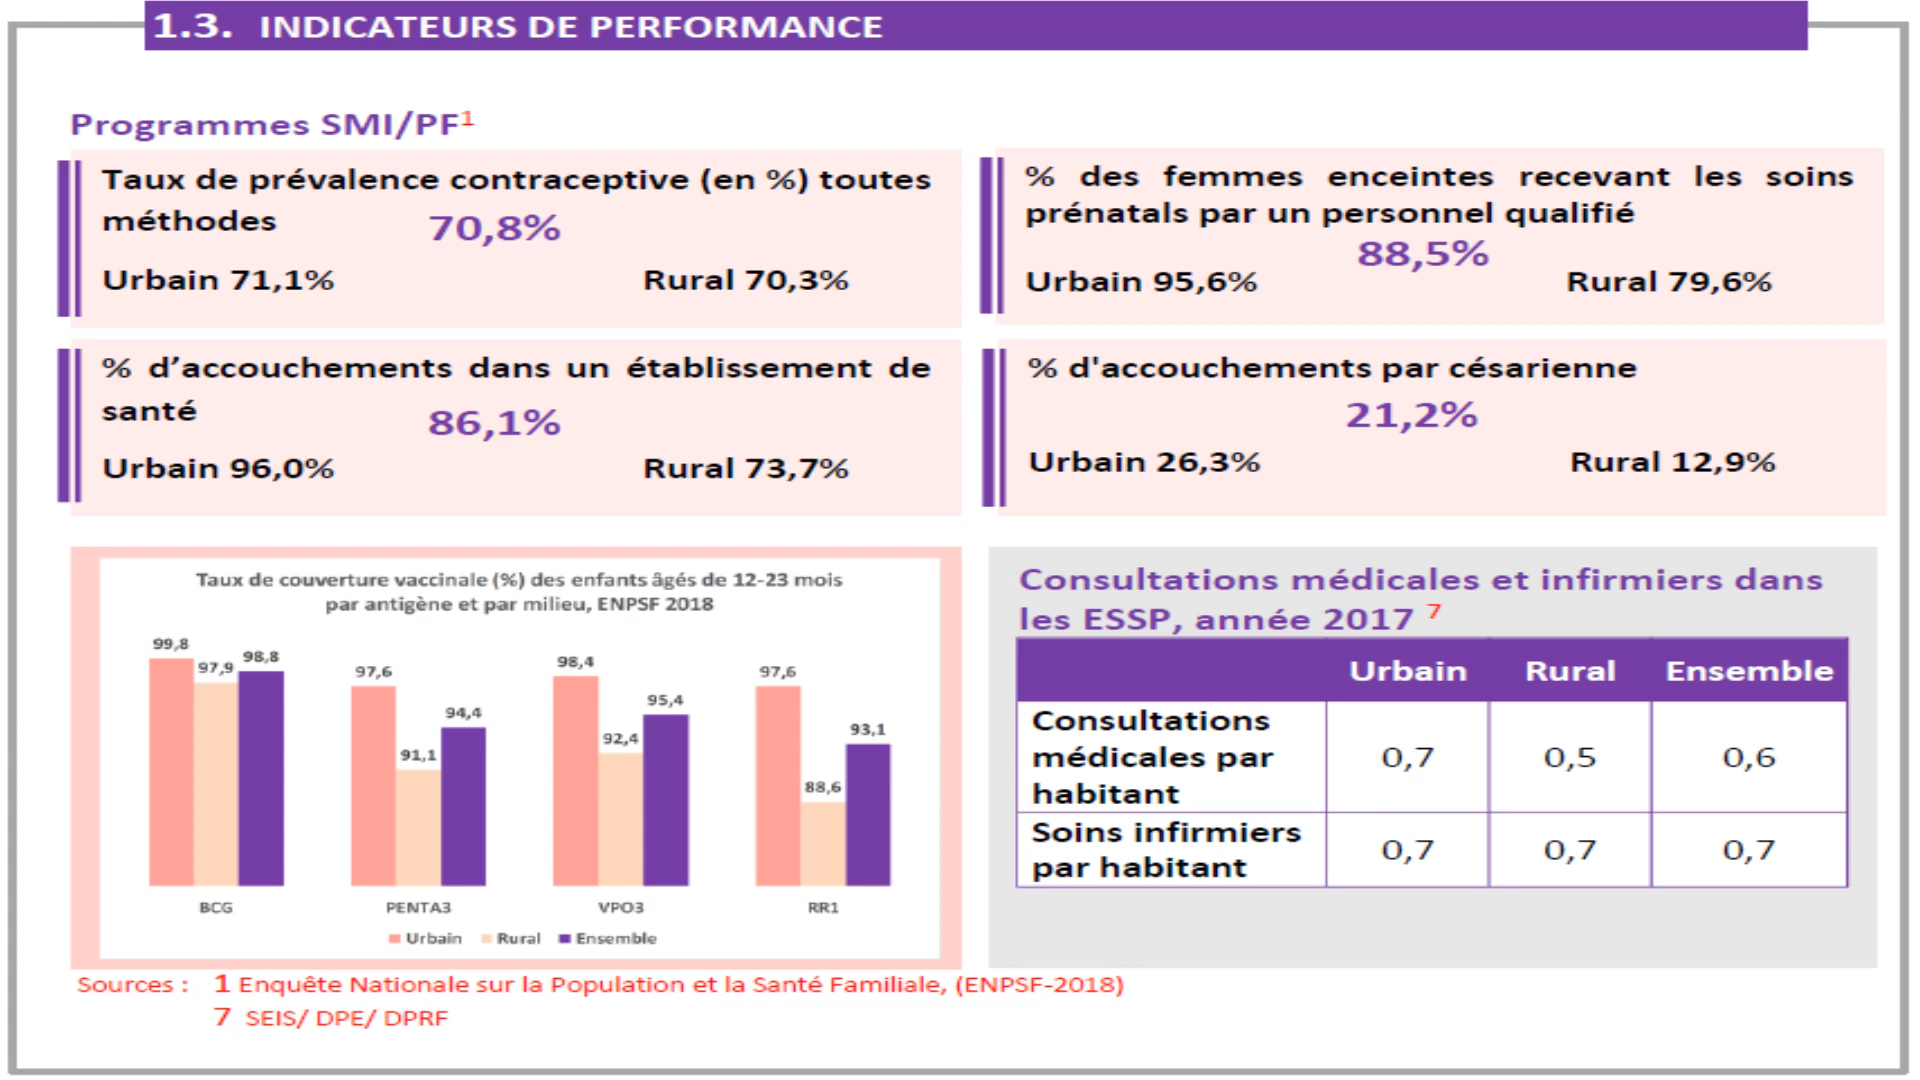 1.3. INDICATEURS DE PERFORMANCE
Programmes SMI/PF1
Taux de prévalence contraceptive (en %) toutes
méthodes
70,8%
Urbain 71,1% Rural 70,3%
% des femmes enceintes recevant les soins
prénatals par un personnel qualifié
88,5%
Urbain 95,6% Rural 79,6%
% d’accouchements dans un établissement de
santé
86,1%
Urbain 96,0% Rural 73,7%
% d'accouchements par césarienne
21,2%
Urbain 26,3% Rural 12,9%
Taux de couverture vaccinale (%) des enfants âgés de 12-23 mois
par antigène et par milieu, ENPSF 2018
99,8 97,9 98,8
97,6 91,1 94,4
98,4 92,4 95,4
97,6 88,6 93,1
BCG PENTA3 VPO3 RR1
Urbain Rural Ensemble
Consultations médicales et infirmiers dans
les ESSP, année 2017 7
Urbain Rural Ensemble
Consultations
médicales par
habitant
0,7 0,5 0,6
Soins infirmiers
par habitant
0,7 0,7 0,7
Sources : 1 Enquête Nationale sur la Population et la Santé Familiale, (ENPSF-2018)
7 SEIS/ DPE/ DPRF